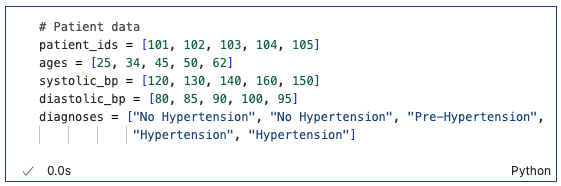 # Patient data
patient_ids = [101, 102, 103, 104, 105]
ages = [25, 34, 45, 50, 62]
systolic_bp = [120, 130, 140, 160, 150]
diastolic_bp = [80, 85, 90, 100, 95]
diagnoses = ["No Hypertension", "No Hypertension", "Pre-Hypertension",
"Hypertension", "Hypertension"]
✓ 0.0s Python